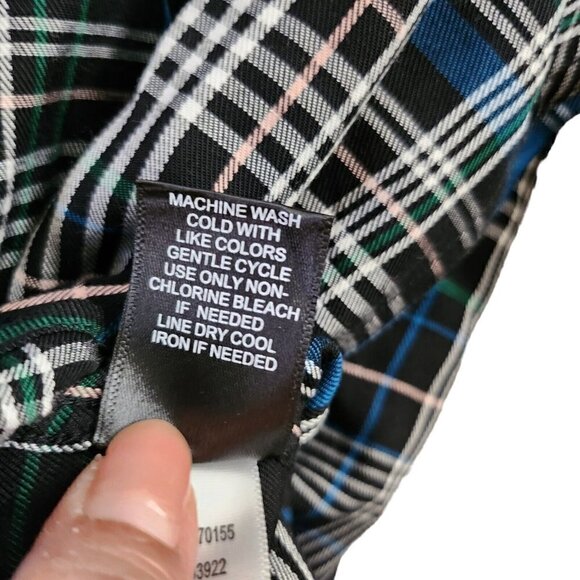 MACHINE WASH
COLD WITH
LIKE COLORS
GENTLE CYCLE
USE ONLY NON-
CHLORINE BLEACH
IF NEEDED
LINE DRY COOL
IRON IF NEEDED
70155
3922